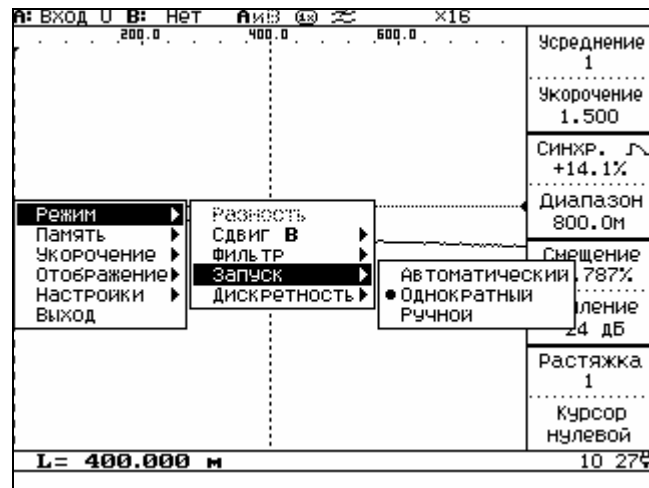 А: Вход U В: Нет АиВ 1x ×16
200.0 400.0 600.0
Усреднение
1
Укорочение
1.500
Синхр.
+14.1%
Диапазон
800.0м
Смещение
.787%
24 дБ
Растяжка
1
Курсор
нулевой
Режим
Память
Укорочение
Отображение
Настройки
Выход
Разность
Сдвиг В
Фильтр
Запуск
Дискретность
Автоматический
Однократный
Ручной
L= 400.000 м
10 27